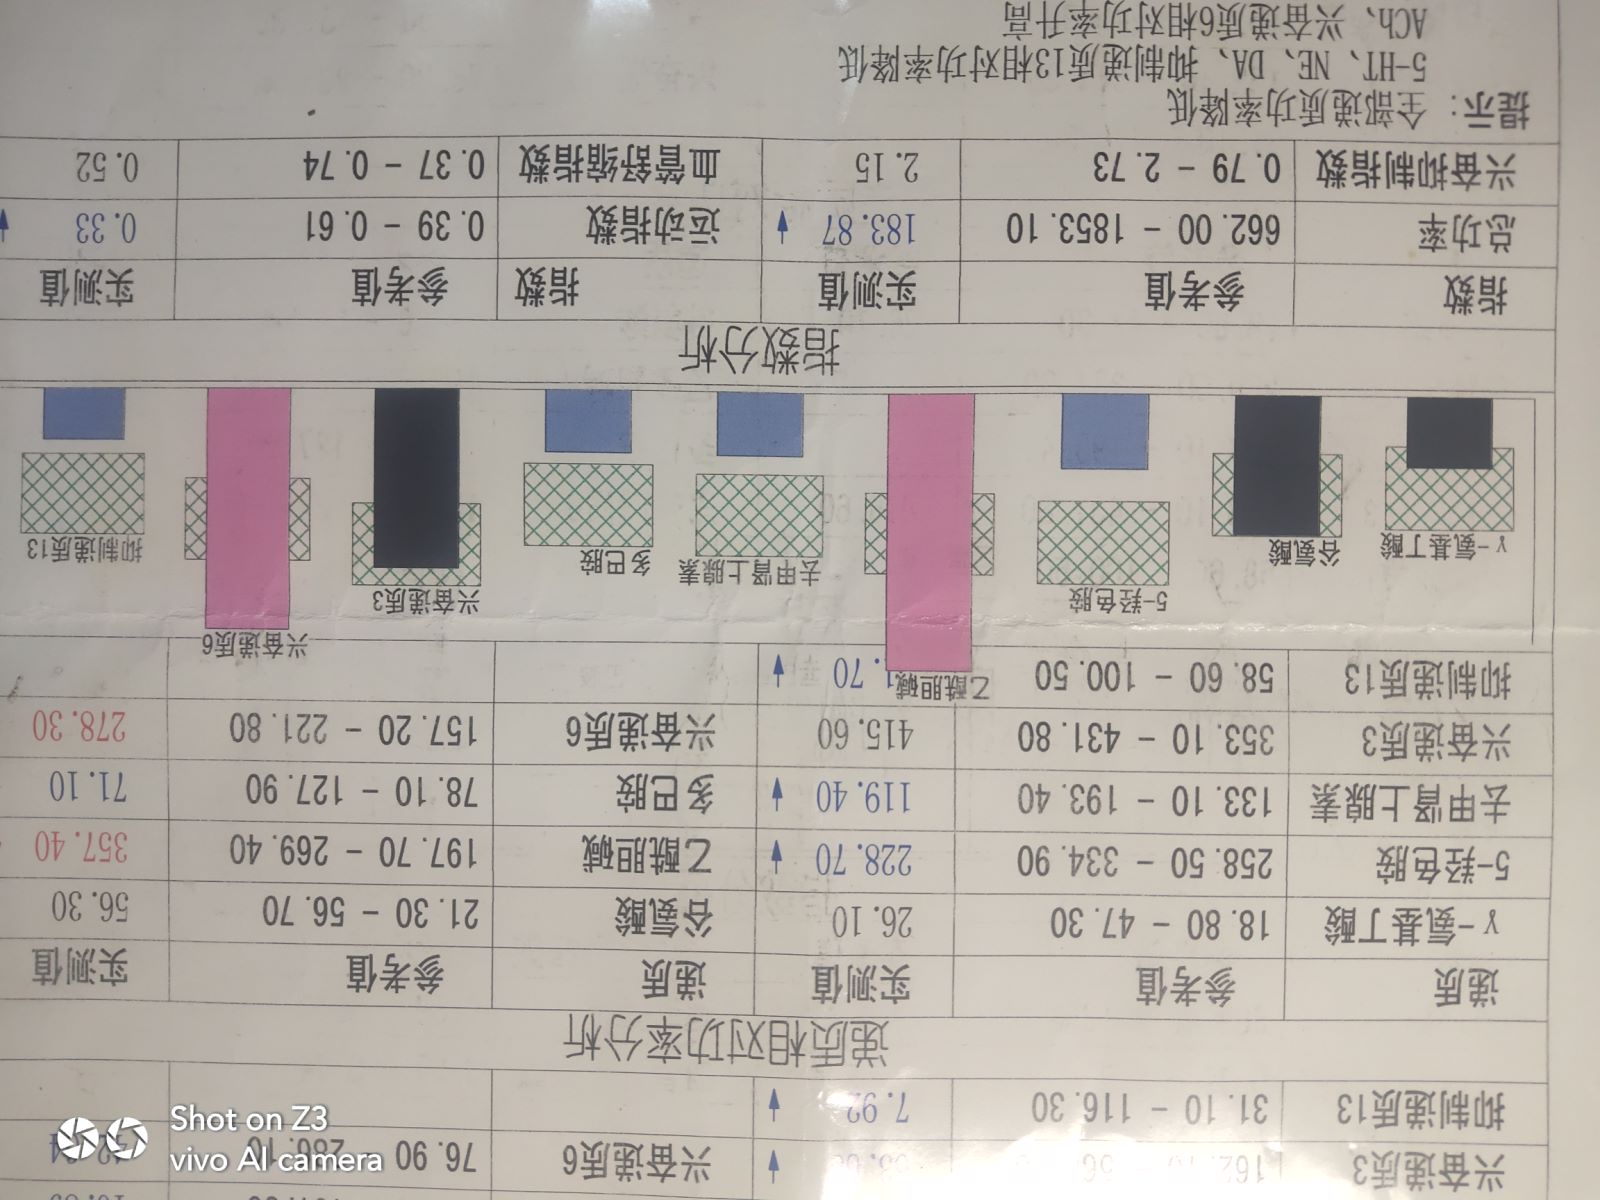 兴奋递质3 兴奋递质6 76.90 -
抑制递质13 31.10 - 116.30 7.92 ↓
递质相对功率分析
递质 参考值 实测值 递质 参考值 实测值
γ-氨基丁酸 18.80 - 47.30 26.10 谷氨酸 21.30 - 56.70 56.30
5-羟色胺 258.50 - 334.90 228.70 ↓ 乙酰胆碱 197.70 - 269.40 357.40
去甲肾上腺素 133.10 - 193.40 119.40 ↓ 多巴胺 78.10 - 127.90 71.10
兴奋递质3 353.10 - 431.80 415.60 兴奋递质6 157.20 - 221.80 278.30
抑制递质13 58.60 - 100.50 ↓
γ-氨基丁酸 谷氨酸 5-羟色胺 乙酰胆碱 去甲肾上腺素 多巴胺 兴奋递质3 兴奋递质6 抑制递质13
指数分析
指数 参考值 实测值 指数 参考值 实测值
总功率 662.00 - 1853.10 183.87 ↓ 运动指数 0.39 - 0.61 0.33 ↓
兴奋抑制指数 0.79 - 2.73 2.15 血管舒缩指数 0.37 - 0.74 0.52
提示: 全部递质功率降低
5-HT、NE、DA、抑制递质13相对功率降低
ACh、兴奋递质6相对功率升高
Shot on Z3
vivo AI camera